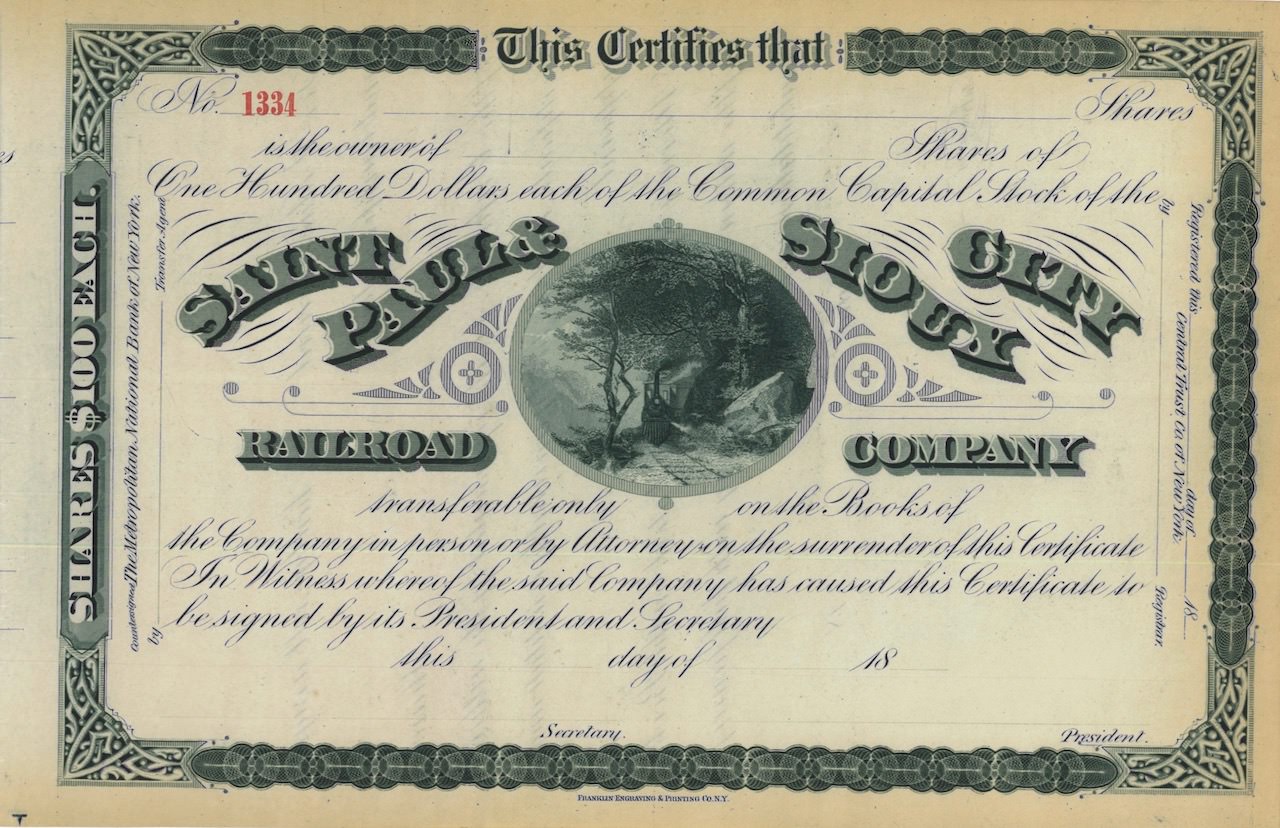 This Certifies that
No. 1334 Shares
is the owner of Shares of
One Hundred Dollars each of the Common Capital Stock of the
SAINT PAUL & SIOUX CITY
RAILROAD COMPANY
transferable only on the Books of
the Company in person or by Attorney on the surrender of this Certificate
In Witness whereof the said Company has caused this Certificate to
be signed by its President and Secretary
this day of 18
Secretary. President.
FRANKLIN ENGRAVING & PRINTING CO. N.Y.
SHARES $100 EACH.
Countersigned The Metropolitan National Bank of New York.
by Transfer Agent
Registered this day of 18
Central Trust Co. of New York.
by Registrar.